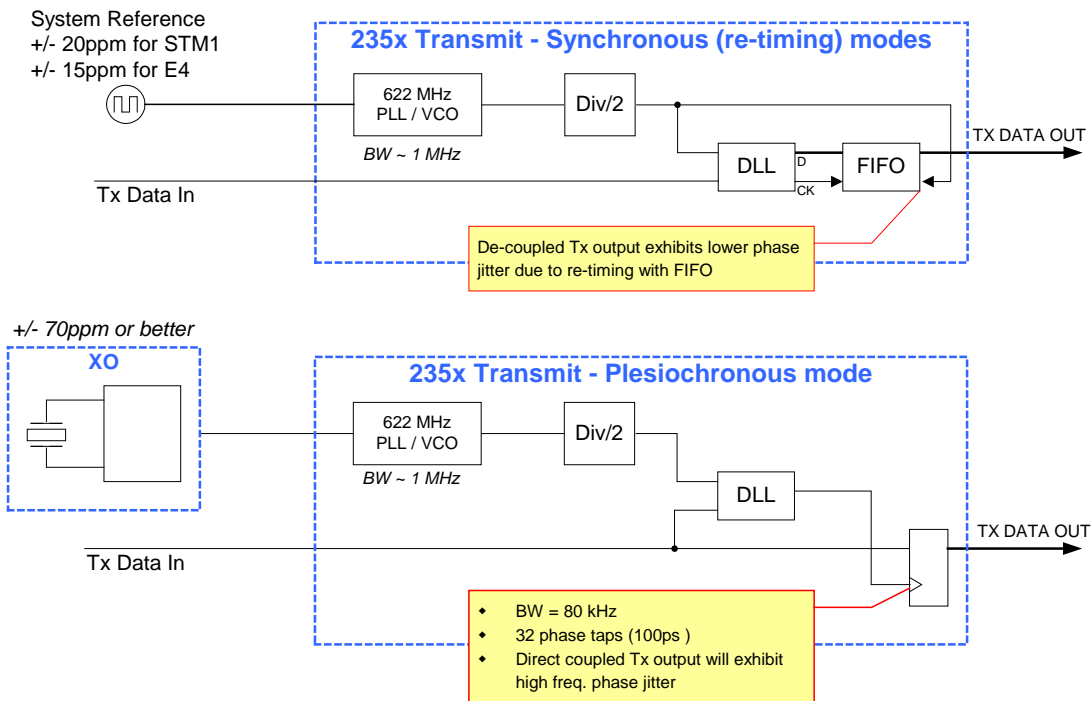 System Reference
+/- 20ppm for STM1
+/- 15ppm for E4
235x Transmit - Synchronous (re-timing) modes
622 MHz
PLL / VCO
Div/2
BW ~ 1 MHz
TX DATA OUT
DLL
D
CK
FIFO
Tx Data In
De-coupled Tx output exhibits lower phase
jitter due to re-timing with FIFO
+/- 70ppm or better
XO
235x Transmit - Plesiochronous mode
622 MHz
PLL / VCO
Div/2
BW ~ 1 MHz
DLL
TX DATA OUT
Tx Data In
◆ BW = 80 kHz
◆ 32 phase taps (100ps )
◆ Direct coupled Tx output will exhibit
high freq. phase jitter